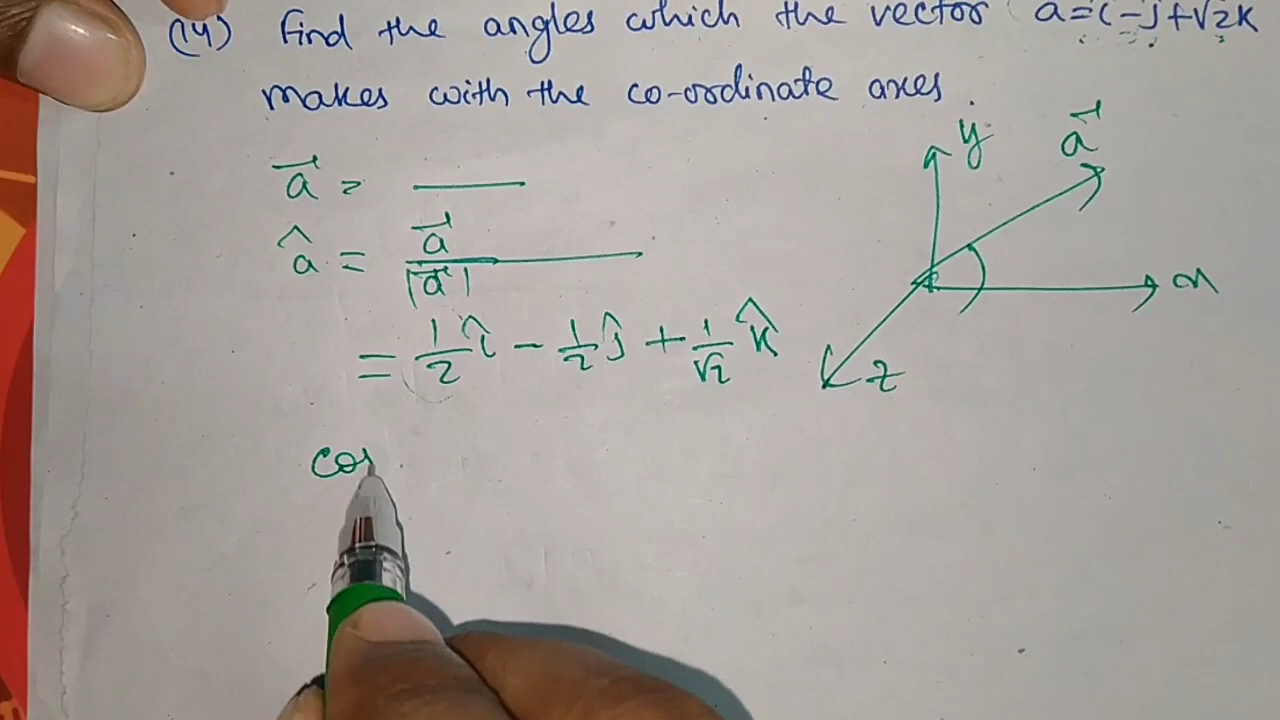 (14) Find the angles which the vector a=i-j+√2k
makes with the co-ordinate axes.
y
a⃗
a⃗ =
â = a⃗ / |a⃗|
x
= 1/2 î - 1/2 ĵ + 1/√2 k̂
z
cos